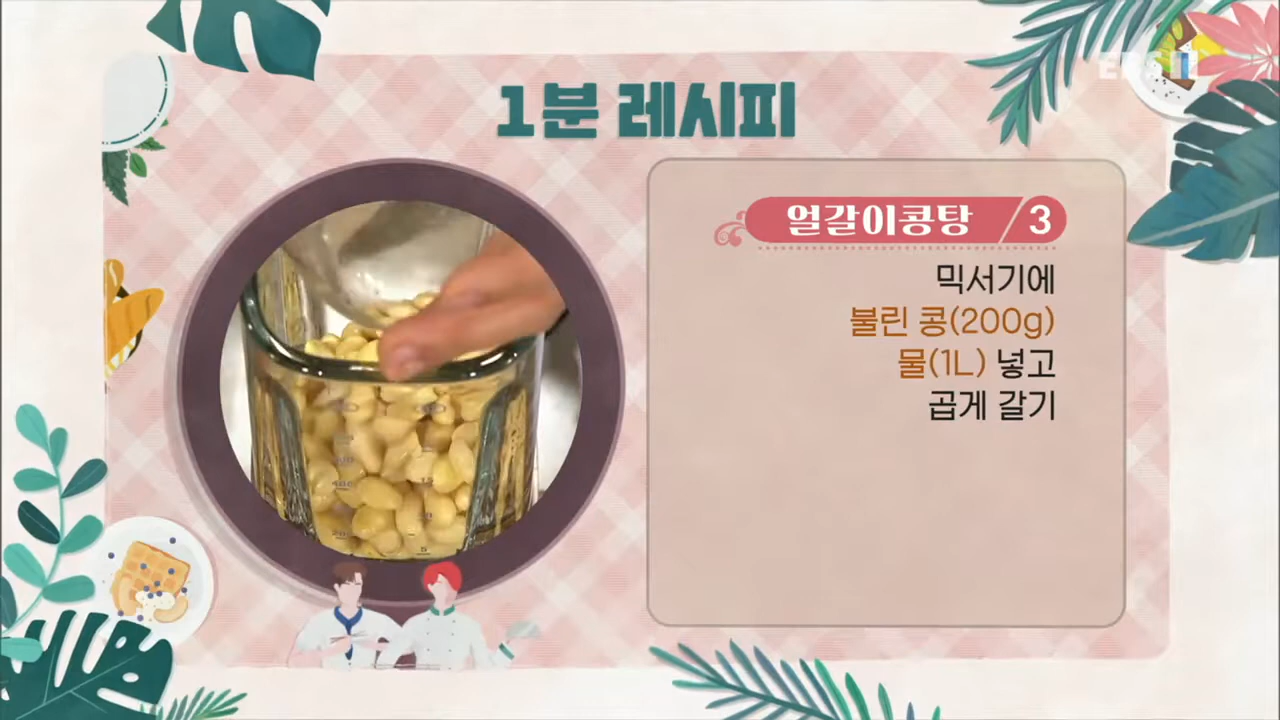 1분 레시피
얼갈이콩탕 / 3
믹서기에
불린 콩(200g)
물(1L) 넣고
곱게 갈기